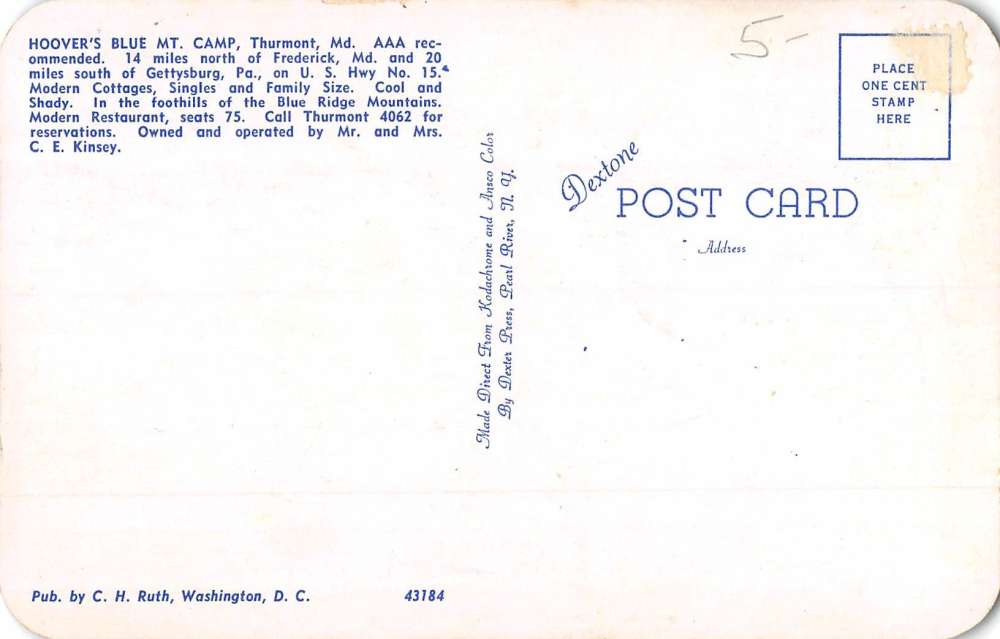 HOOVER'S BLUE MT. CAMP, Thurmont, Md. AAA rec-
ommended. 14 miles north of Frederick, Md. and 20
miles south of Gettysburg, Pa., on U. S. Hwy No. 15.
Modern Cottages, Singles and Family Size. Cool and
Shady. In the foothills of the Blue Ridge Mountains.
Modern Restaurant, seats 75. Call Thurmont 4062 for
reservations. Owned and operated by Mr. and Mrs.
C. E. Kinsey.
Pub. by C. H. Ruth, Washington, D. C. 43184
Made Direct From Kodachrome and Ansco Color
By Dexter Press, Pearl River, N. Y.
5-
PLACE
ONE CENT
STAMP
HERE
Dextone
POST CARD
Address